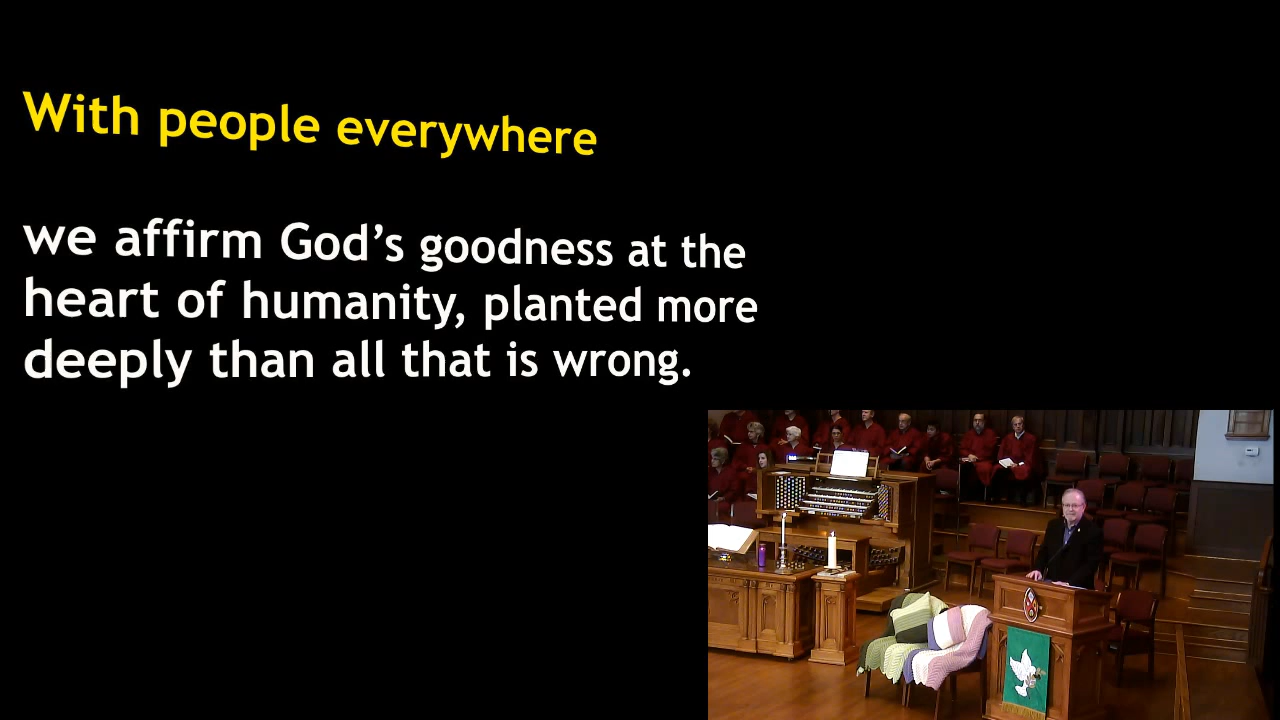 With people everywhere
we affirm God’s goodness at the
heart of humanity, planted more
deeply than all that is wrong.